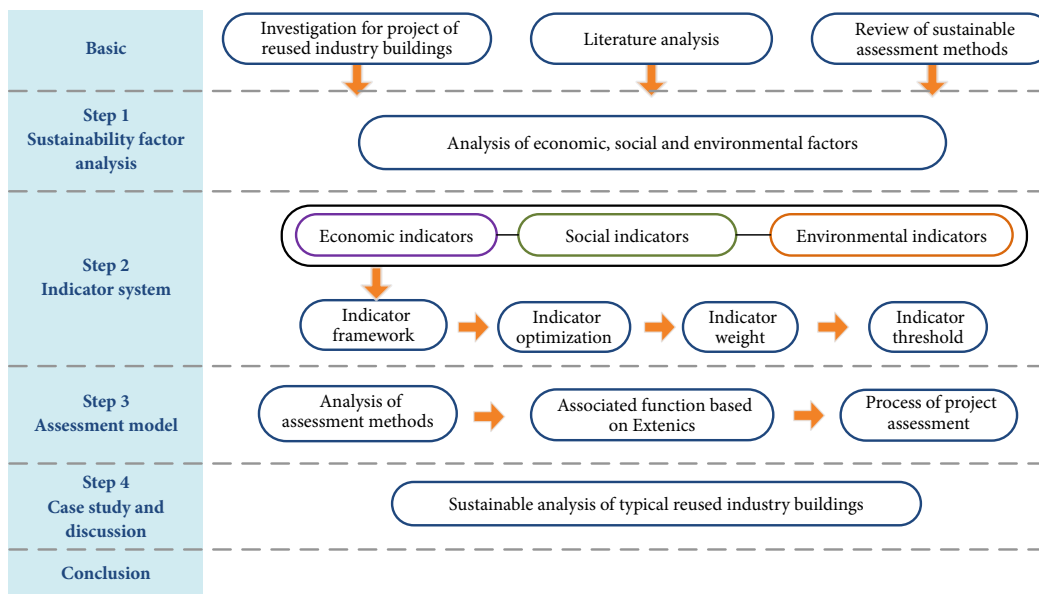 Basic
Investigation for project of
reused industry buildings
Literature analysis
Review of sustainable
assessment methods
Step 1
Sustainability factor
analysis
Analysis of economic, social and environmental factors
Step 2
Indicator system
Economic indicators
Social indicators
Environmental indicators
Indicator
framework
Indicator
optimization
Indicator
weight
Indicator
threshold
Step 3
Assessment model
Analysis of
assessment methods
Associated function based
on Extenics
Process of project
assessment
Step 4
Case study and
discussion
Sustainable analysis of typical reused industry buildings
Conclusion